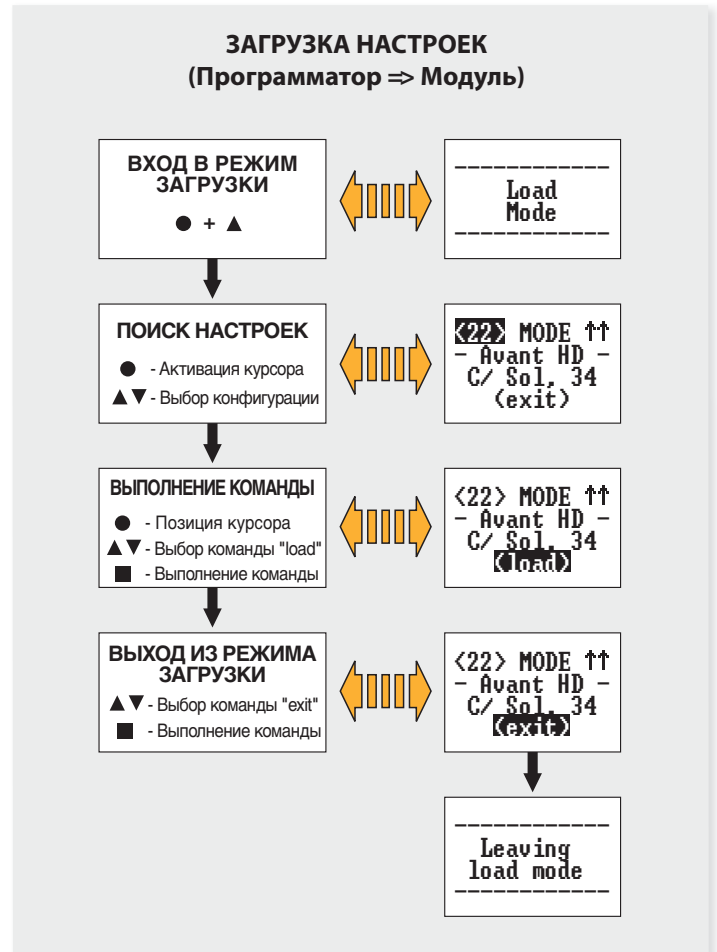 ЗАГРУЗКА НАСТРОЕК
(Программатор ⇒ Модуль)
ВХОД В РЕЖИМ
ЗАГРУЗКИ
● + ▲
Load
Mode
ПОИСК НАСТРОЕК
● - Активация курсора
▲▼ - Выбор конфигурации
<22> MODE ↑↑
- Avant HD -
C/ Sol, 34
(exit)
ВЫПОЛНЕНИЕ КОМАНДЫ
● - Позиция курсора
▲▼ - Выбор команды "load"
■ - Выполнение команды
<22> MODE ↑↑
- Avant HD -
C/ Sol, 34
(load)
ВЫХОД ИЗ РЕЖИМА
ЗАГРУЗКИ
▲▼ - Выбор команды "exit"
■ - Выполнение команды
<22> MODE ↑↑
- Avant HD -
C/ Sol, 34
(exit)
Leaving
load mode